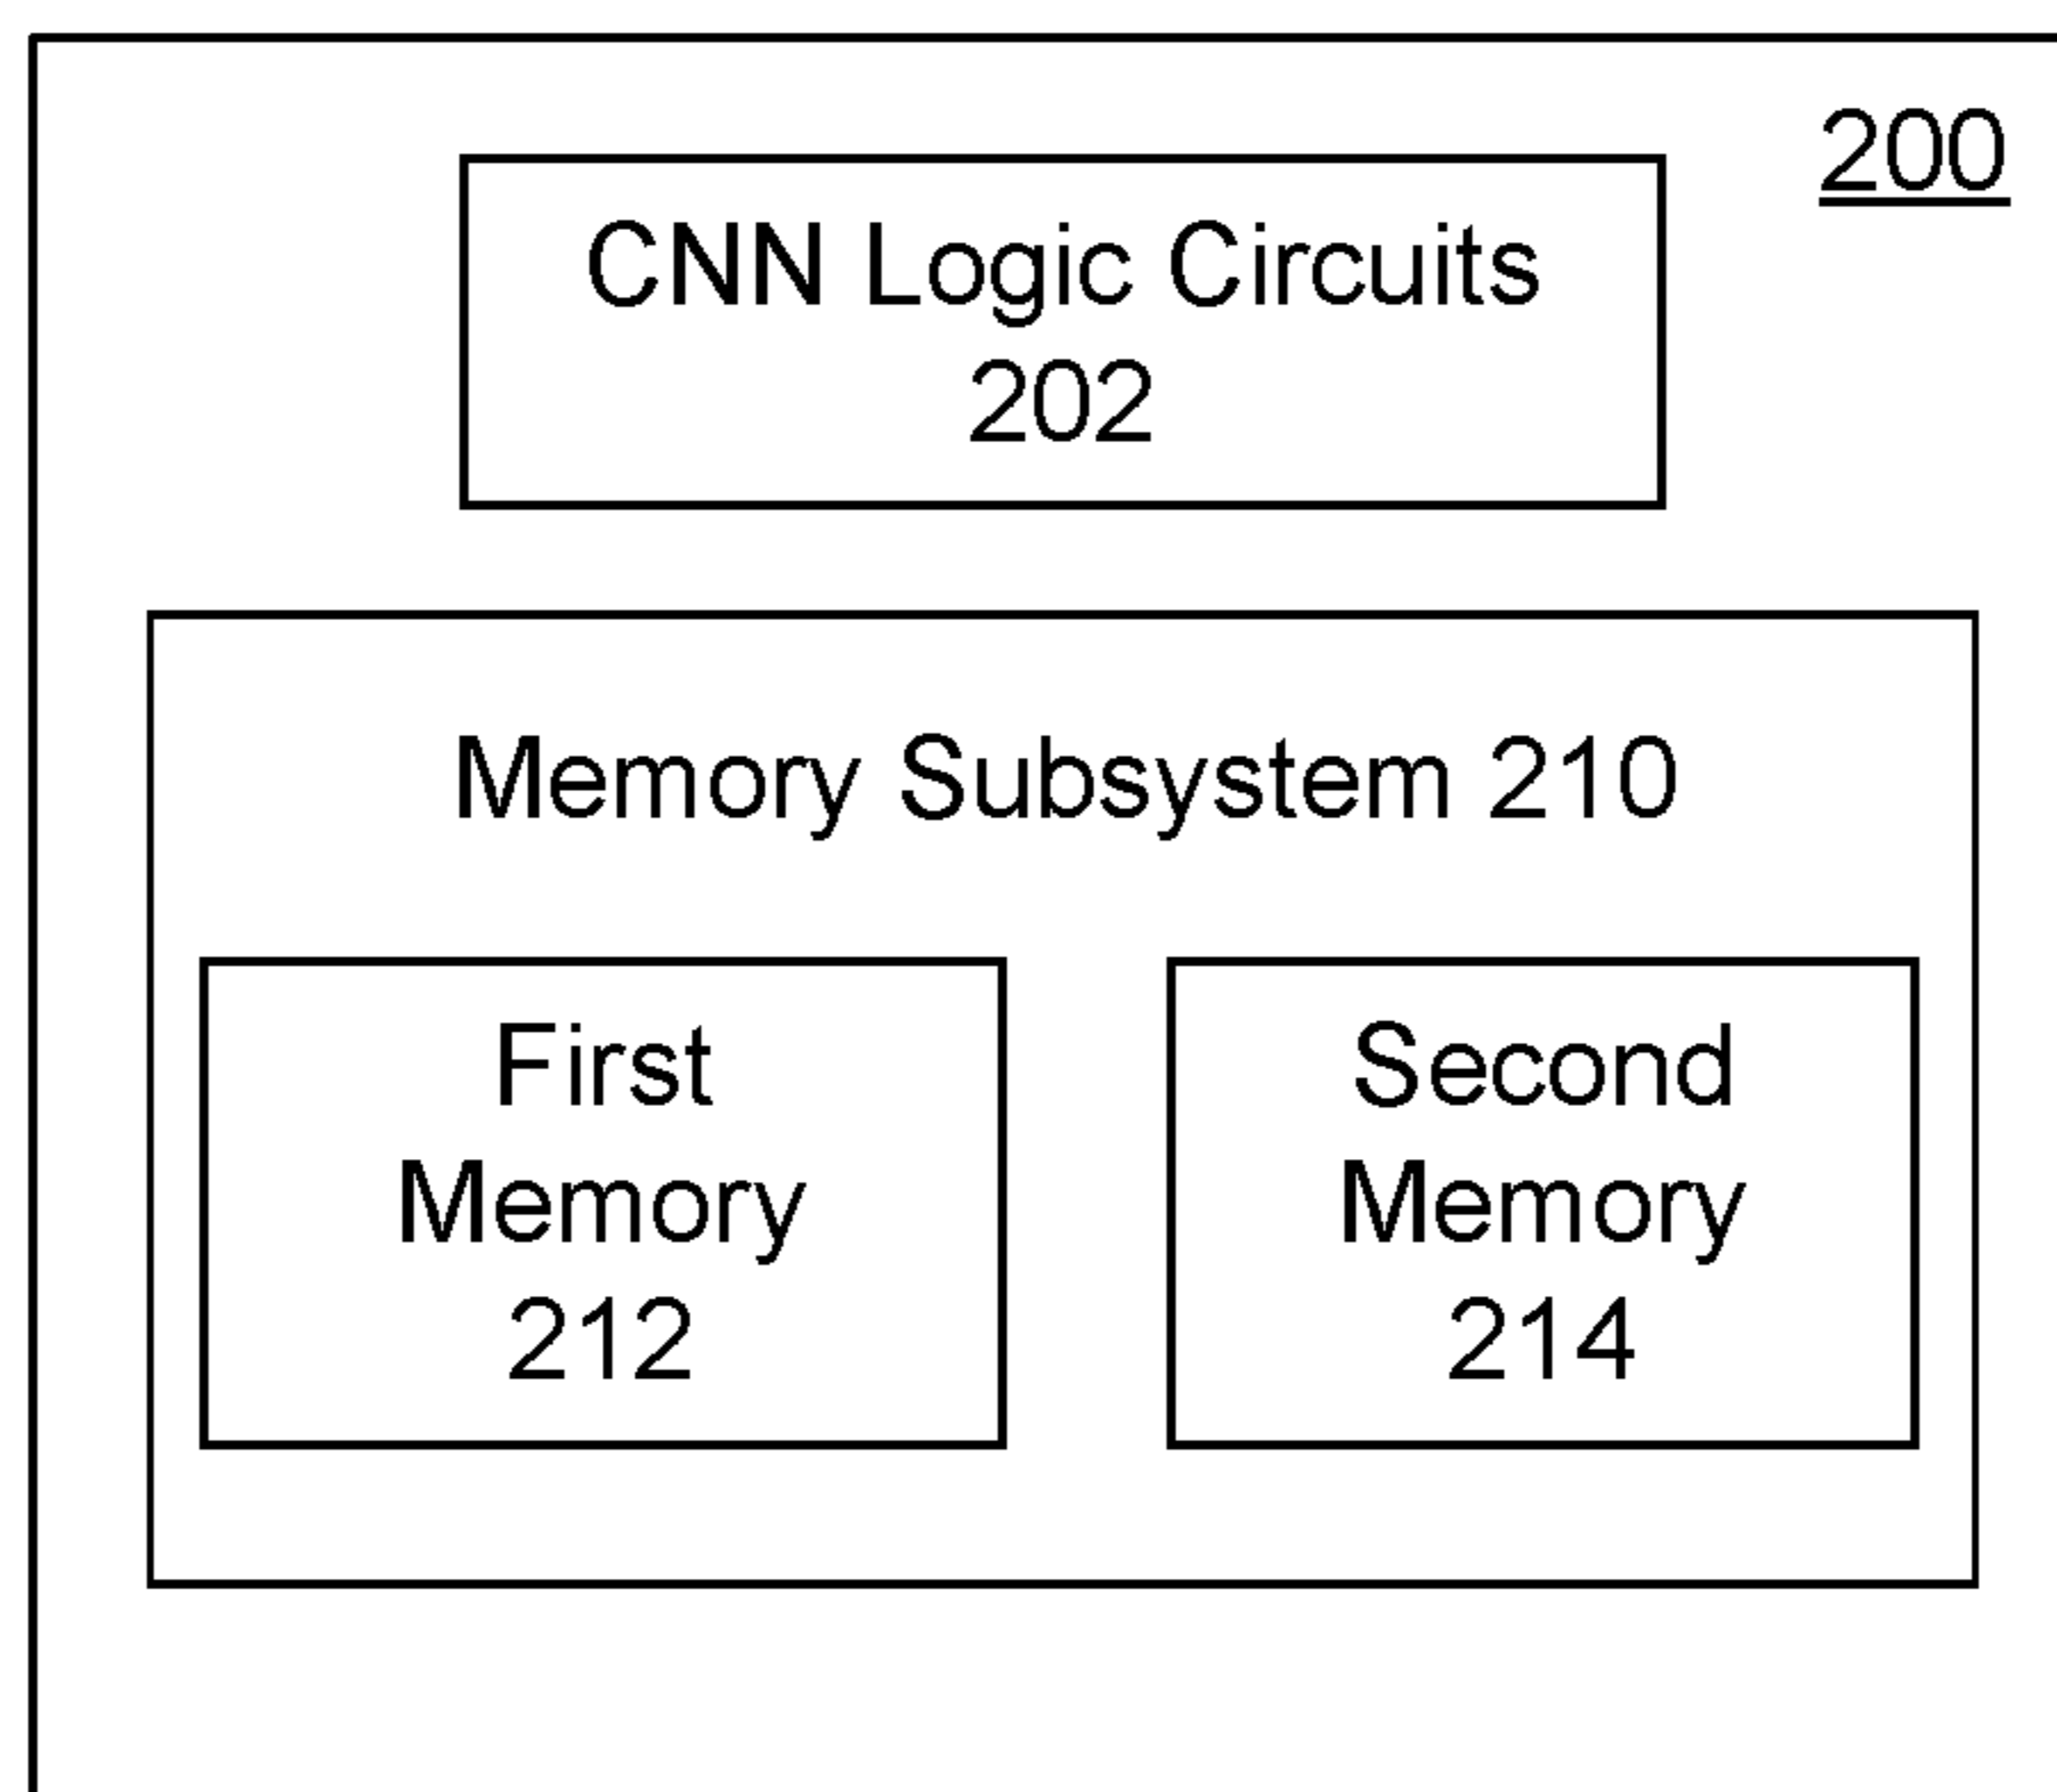 200
CNN Logic Circuits
202
Memory Subsystem 210
First
Memory
212
Second
Memory
214